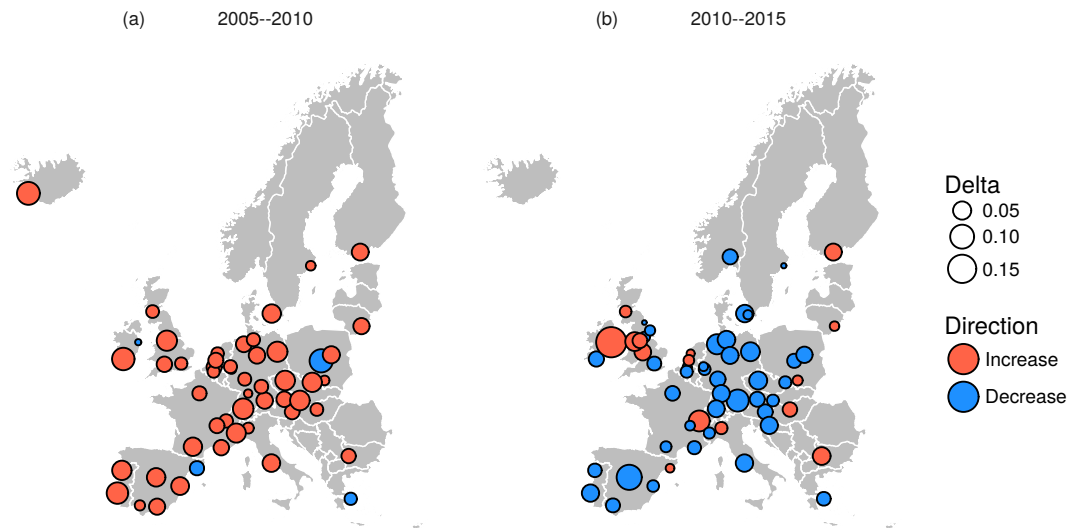 (a) 2005--2010
(b) 2010--2015
Delta
0.05
0.10
0.15
Direction
Increase
Decrease